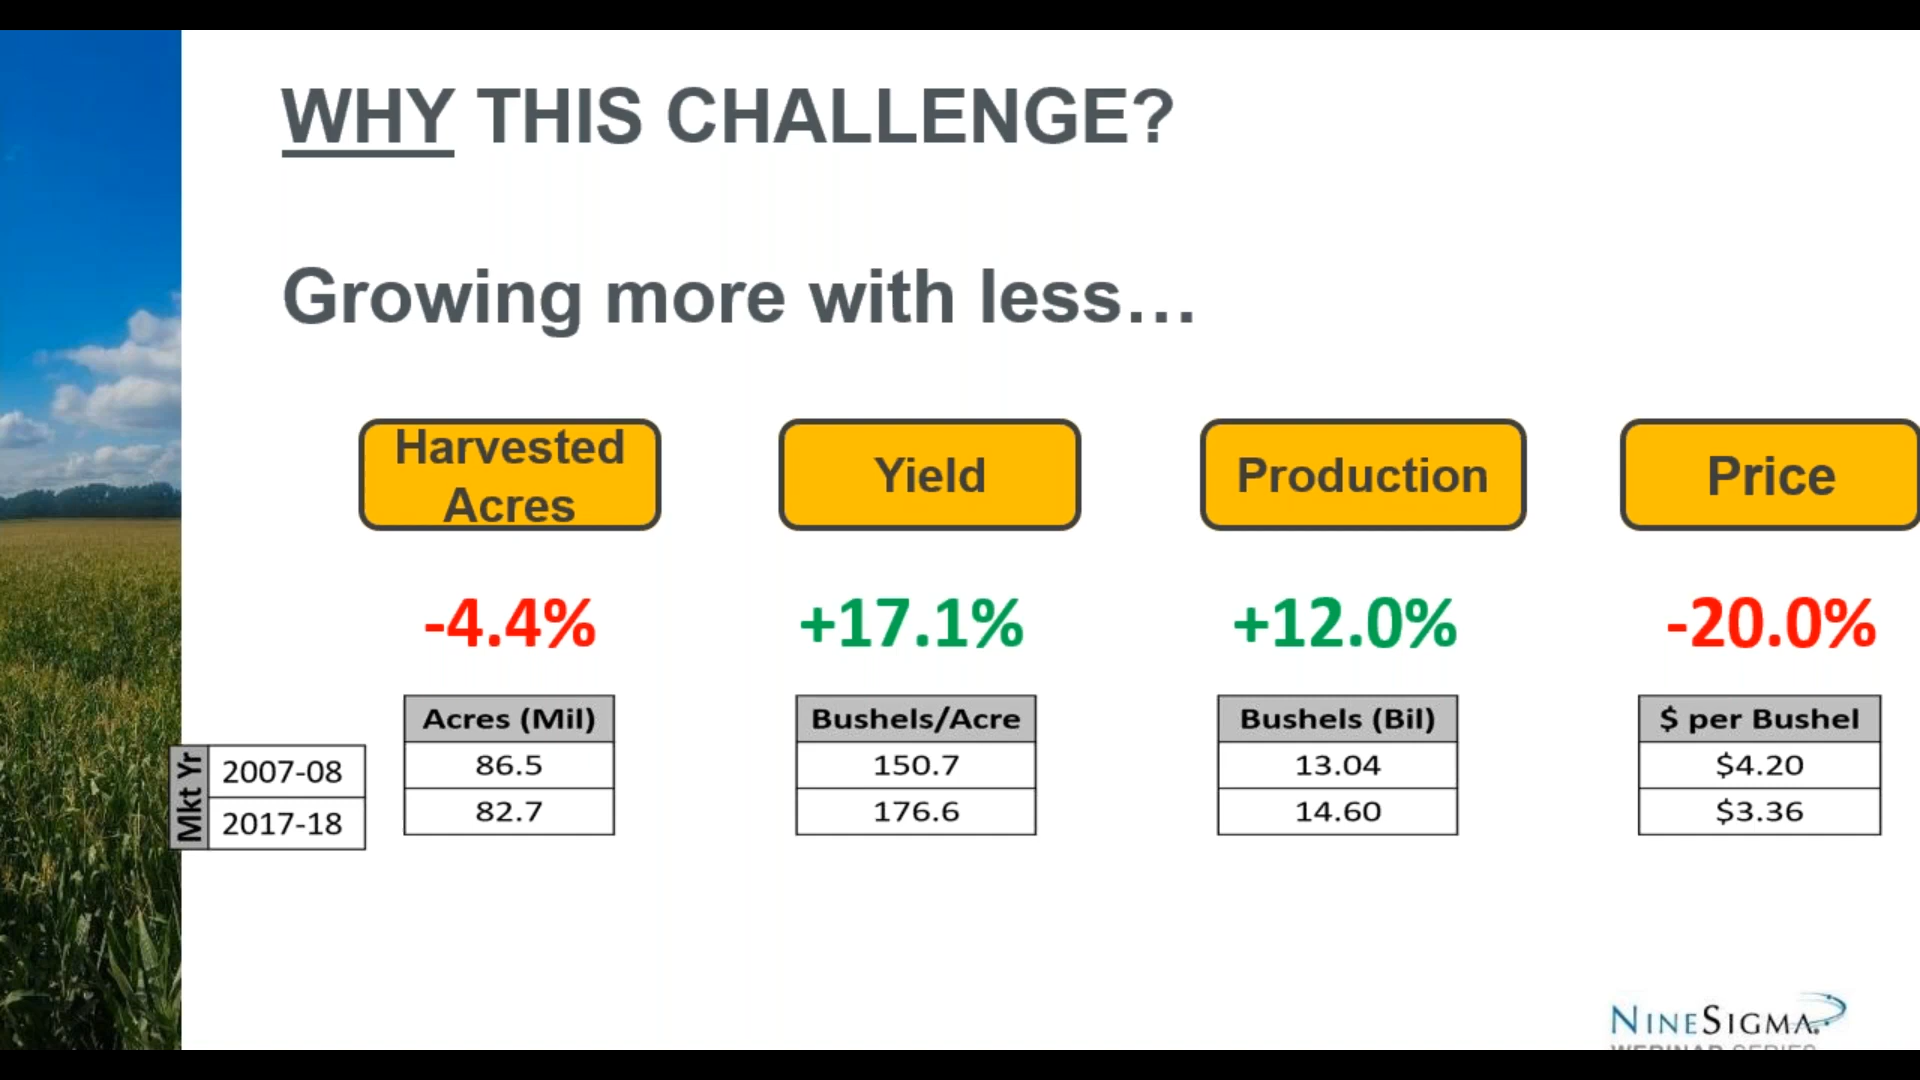 WHY THIS CHALLENGE?
Growing more with less...
Harvested
Acres
Yield
Production
Price
-4.4%
+17.1%
+12.0%
-20.0%
Mkt Yr
2007-08
2017-18
Acres (Mil)
86.5
82.7
Bushels/Acre
150.7
176.6
Bushels (Bil)
13.04
14.60
$ per Bushel
$4.20
$3.36
NINESIGMA
WEBINAR SERIES